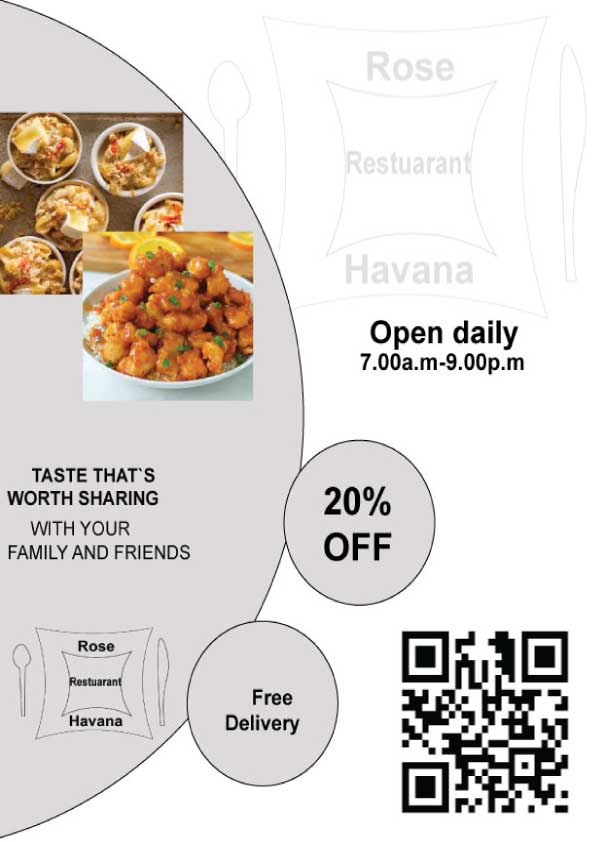 Rose
Restuarant
Havana
Open daily
7.00a.m-9.00p.m
TASTE THAT`S
WORTH SHARING
WITH YOUR
FAMILY AND FRIENDS
20%
OFF
Rose
Restuarant
Havana
Free
Delivery